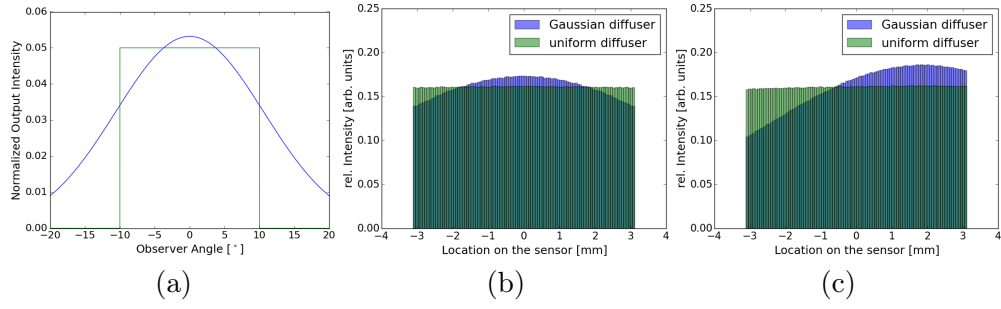 Normalized Output Intensity
0.06
0.05
0.04
0.03
0.02
0.01
0.00
−20 −15 −10 −5 0 5 10 15 20
Observer Angle [°]
(a)
rel. Intensity [arb. units]
0.25
0.20
0.15
0.10
0.05
0.00
Gaussian diffuser
uniform diffuser
−4 −3 −2 −1 0 1 2 3 4
Location on the sensor [mm]
(b)
rel. Intensity [arb. units]
0.25
0.20
0.15
0.10
0.05
0.00
Gaussian diffuser
uniform diffuser
−4 −3 −2 −1 0 1 2 3 4
Location on the sensor [mm]
(c)